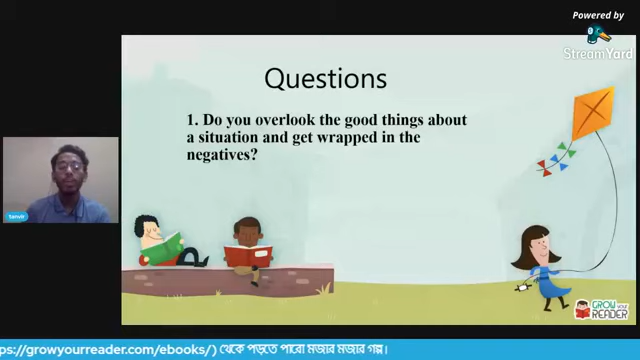 Powered by
StreamYard
Questions
1. Do you overlook the good things about
a situation and get wrapped in the
negatives?
tanvir
GROW your
READER
ps://growyourreader.com/ebooks/) থেকে পড়তে পারো মজার মজার গল্প।